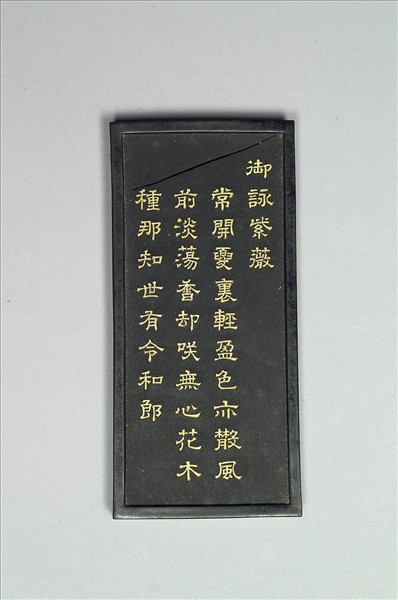 御詠紫薇
常開夏裏輕盈色亦散風
前淡蕩香却咲無心花木
種那知世有令和郎